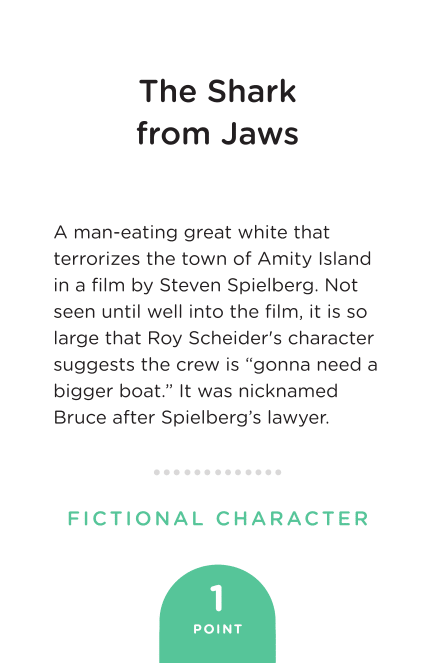 The Shark
from Jaws
A man-eating great white that
terrorizes the town of Amity Island
in a film by Steven Spielberg. Not
seen until well into the film, it is so
large that Roy Scheider's character
suggests the crew is “gonna need a
bigger boat.” It was nicknamed
Bruce after Spielberg’s lawyer.
FICTIONAL CHARACTER
1
POINT